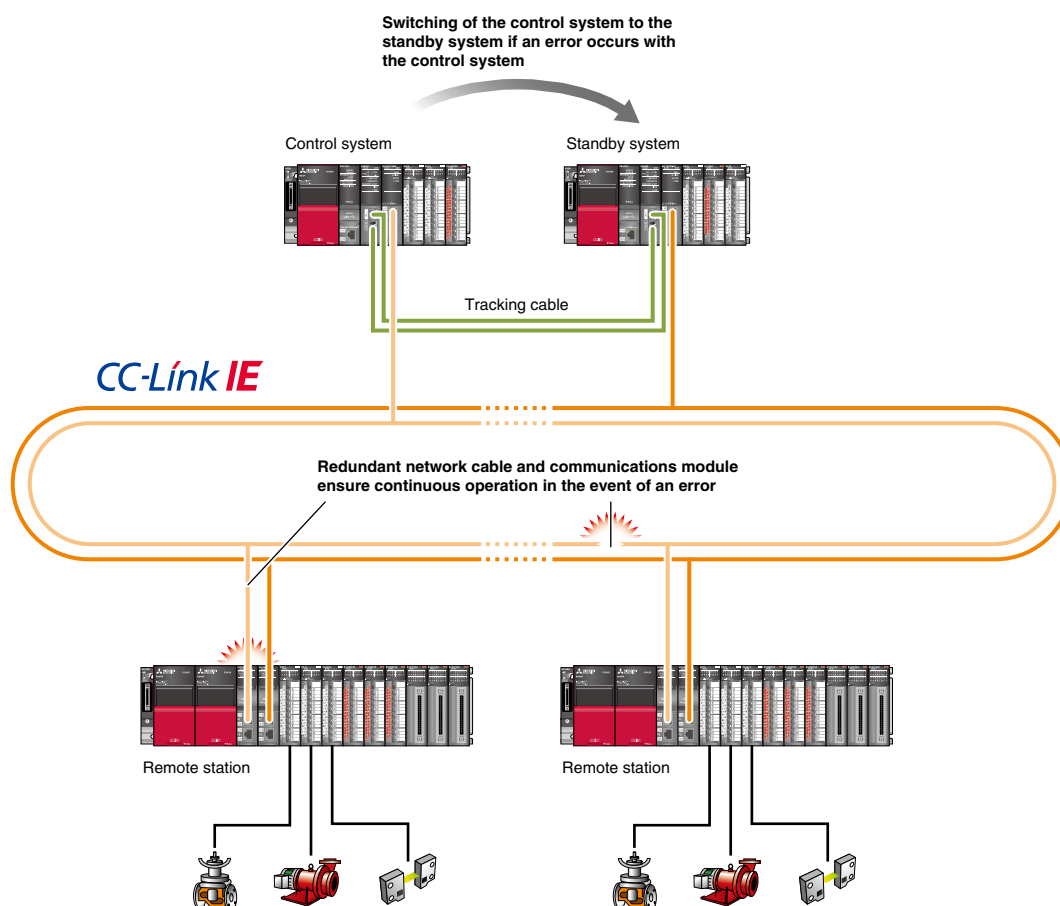 Switching of the control system to the
standby system if an error occurs with
the control system
Control system
Standby system
Tracking cable
CC-Link IE
Redundant network cable and communications module
ensure continuous operation in the event of an error
Remote station
Remote station